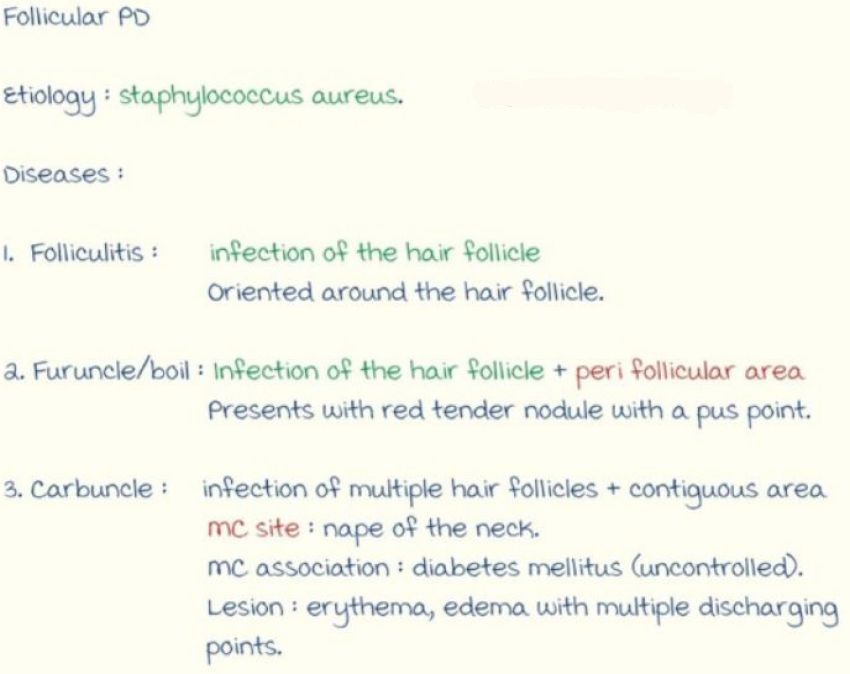 Follicular PD
Etiology : staphylococcus aureus.
Diseases :
1. Folliculitis : infection of the hair follicle
Oriented around the hair follicle.
2. Furuncle/boil : Infection of the hair follicle + peri follicular area
Presents with red tender nodule with a pus point.
3. Carbuncle : infection of multiple hair follicles + contiguous area
mc site : nape of the neck.
mc association : diabetes mellitus (uncontrolled).
Lesion : erythema, edema with multiple discharging
points.